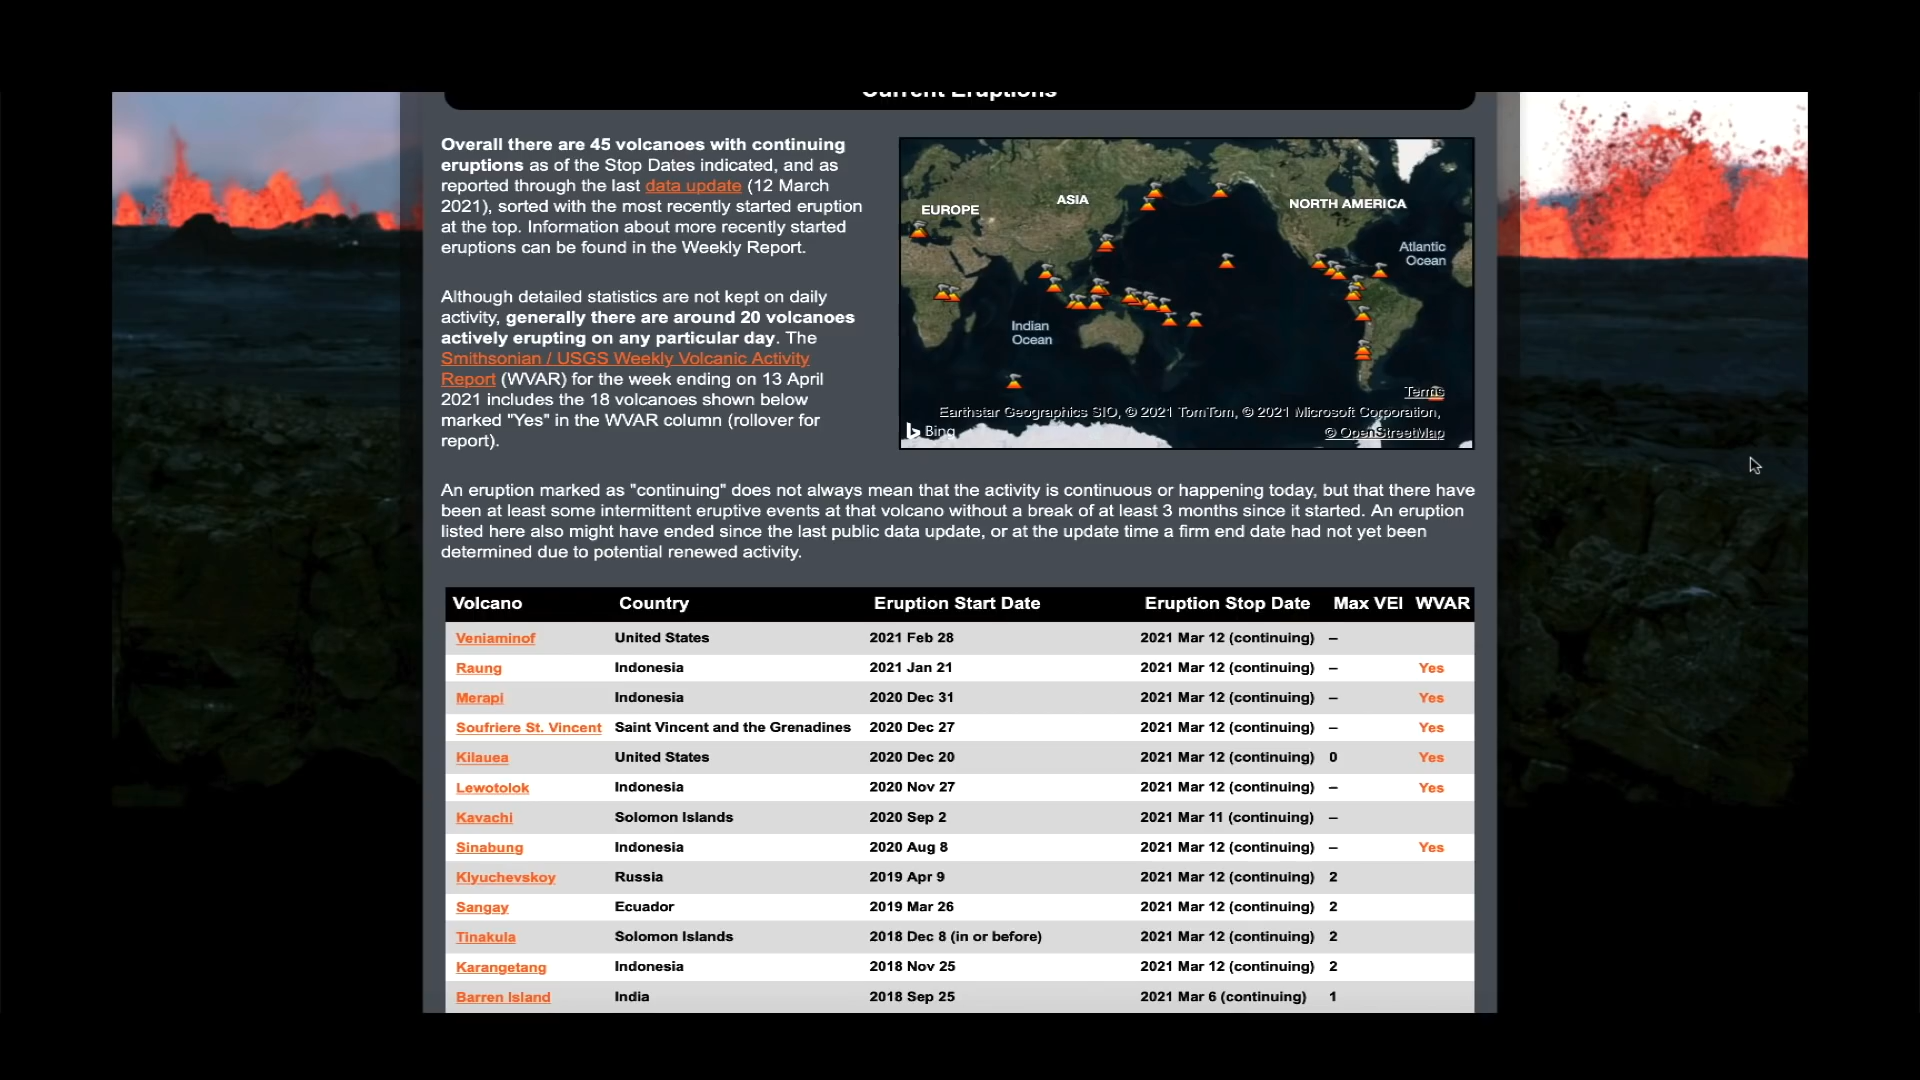 Current Eruptions
Overall there are 45 volcanoes with continuing
eruptions as of the Stop Dates indicated, and as
reported through the last data update (12 March
2021), sorted with the most recently started eruption
at the top. Information about more recently started
eruptions can be found in the Weekly Report.
Although detailed statistics are not kept on daily
activity, generally there are around 20 volcanoes
actively erupting on any particular day. The
Smithsonian / USGS Weekly Volcanic Activity
Report (WVAR) for the week ending on 13 April
2021 includes the 18 volcanoes shown below
marked "Yes" in the WVAR column (rollover for
report).
EUROPE
ASIA
NORTH AMERICA
Atlantic
Ocean
Indian
Ocean
Terms
Earthstar Geographics SIO, © 2021 TomTom, © 2021 Microsoft Corporation,
Bing © OpenStreetMap
An eruption marked as "continuing" does not always mean that the activity is continuous or happening today, but that there have
been at least some intermittent eruptive events at that volcano without a break of at least 3 months since it started. An eruption
listed here also might have ended since the last public data update, or at the update time a firm end date had not yet been
determined due to potential renewed activity.
Volcano Country Eruption Start Date Eruption Stop Date Max VEI WVAR
Veniaminof United States 2021 Feb 28 2021 Mar 12 (continuing) –
Raung Indonesia 2021 Jan 21 2021 Mar 12 (continuing) – Yes
Merapi Indonesia 2020 Dec 31 2021 Mar 12 (continuing) – Yes
Soufriere St. Vincent Saint Vincent and the Grenadines 2020 Dec 27 2021 Mar 12 (continuing) – Yes
Kilauea United States 2020 Dec 20 2021 Mar 12 (continuing) 0 Yes
Lewotolok Indonesia 2020 Nov 27 2021 Mar 12 (continuing) – Yes
Kavachi Solomon Islands 2020 Sep 2 2021 Mar 11 (continuing) –
Sinabung Indonesia 2020 Aug 8 2021 Mar 12 (continuing) – Yes
Klyuchevskoy Russia 2019 Apr 9 2021 Mar 12 (continuing) 2
Sangay Ecuador 2019 Mar 26 2021 Mar 12 (continuing) 2
Tinakula Solomon Islands 2018 Dec 8 (in or before) 2021 Mar 12 (continuing) 2
Karangetang Indonesia 2018 Nov 25 2021 Mar 12 (continuing) 2
Barren Island India 2018 Sep 25 2021 Mar 6 (continuing) 1